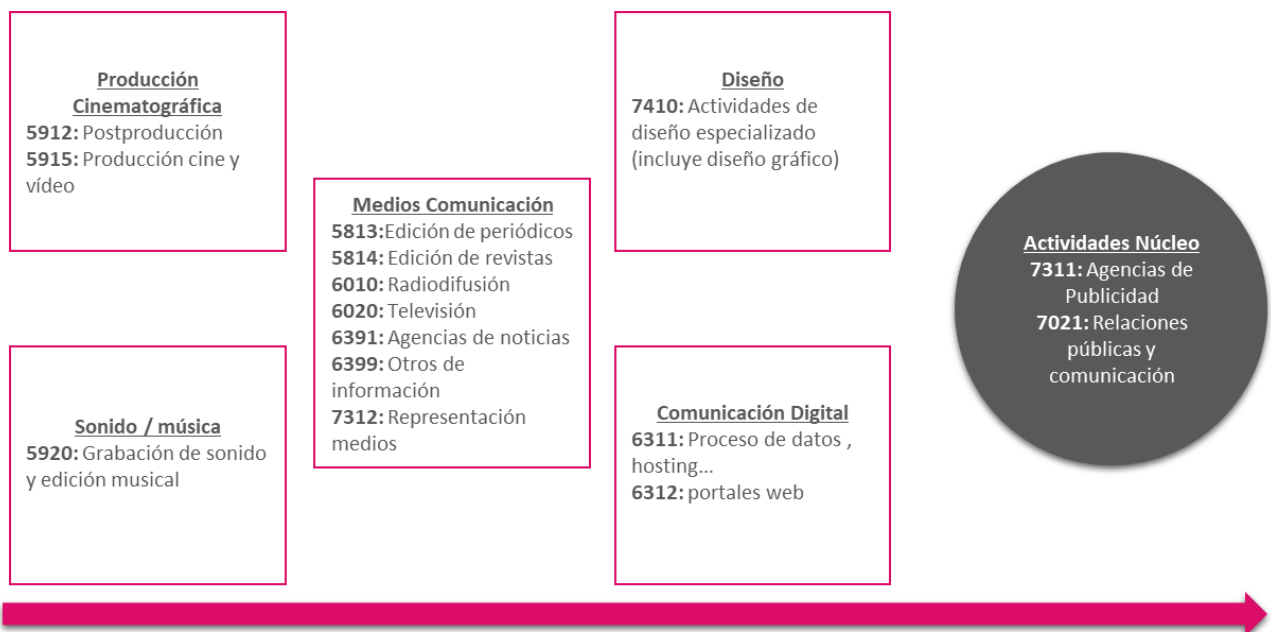 Producción
Cinematográfica
5912: Postproducción
5915: Producción cine y
vídeo
Sonido / música
5920: Grabación de sonido
y edición musical
Medios Comunicación
5813:Edición de periódicos
5814: Edición de revistas
6010: Radiodifusión
6020: Televisión
6391: Agencias de noticias
6399: Otros de
información
7312: Representación
medios
Diseño
7410: Actividades de
diseño especializado
(incluye diseño gráfico)
Comunicación Digital
6311: Proceso de datos ,
hosting...
6312: portales web
Actividades Núcleo
7311: Agencias de
Publicidad
7021: Relaciones
públicas y
comunicación